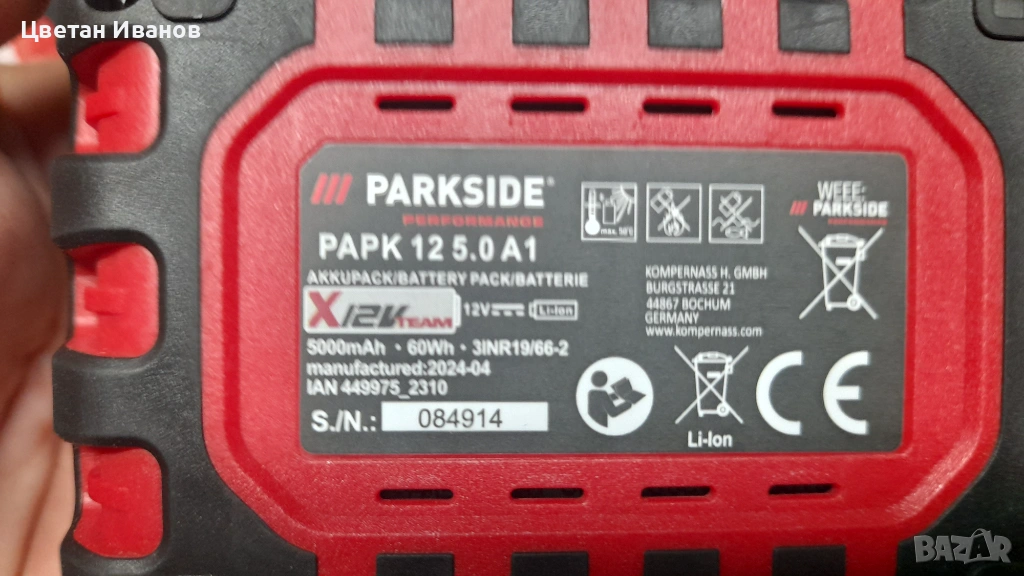 Цветан Иванов
PARKSIDE®
PERFORMANCE
PAPK 12 5.0 A1
AKKUPACK/BATTERY PACK/BATTERIE
X12VTEAM 12V Li-Ion
5000mAh · 60Wh · 3INR19/66-2
manufactured:2024-04
IAN 449975_2310
S./N.: 084914
max. 50°C
WEEE:
PARKSIDE
KOMPERNASS H. GMBH
BURGSTRASSE 21
44867 BOCHUM
GERMANY
www.kompernass.com
Li-Ion
CE
BAZAR